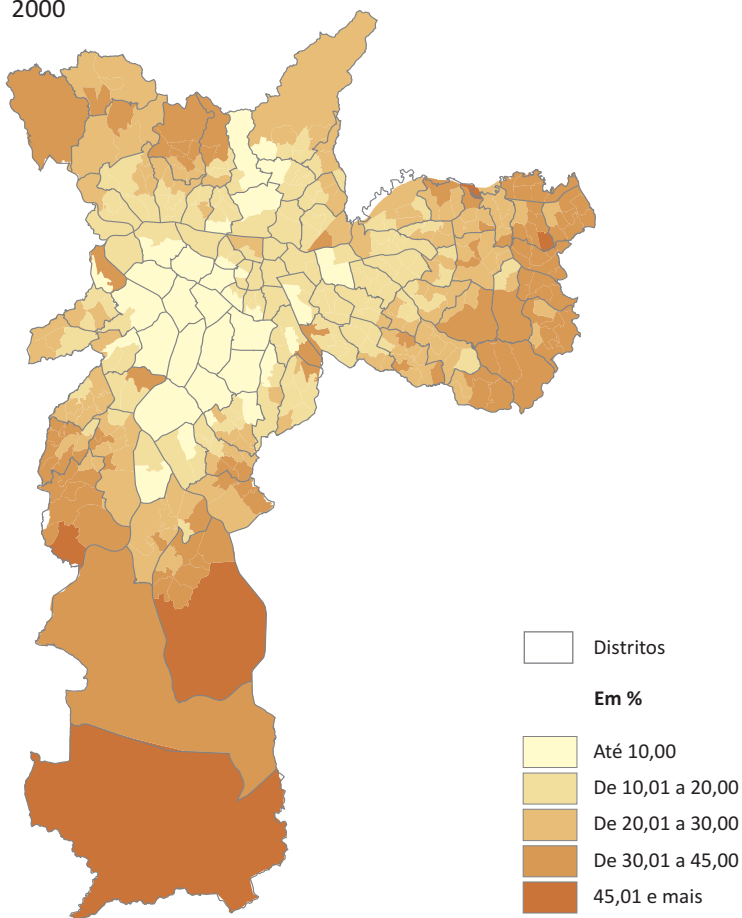 2000
Distritos
Em %
Até 10,00
De 10,01 a 20,00
De 20,01 a 30,00
De 30,01 a 45,00
45,01 e mais